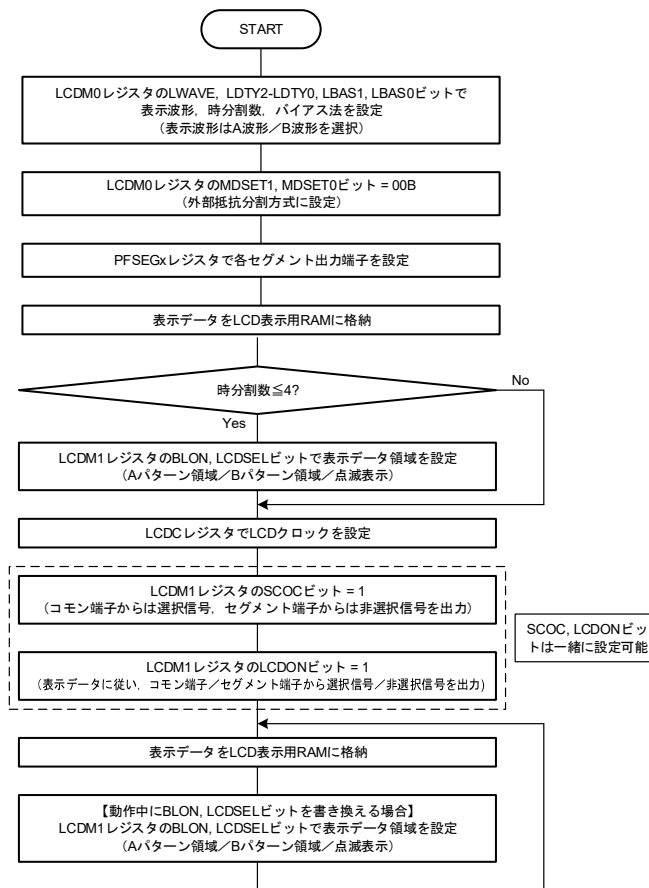 START
LCDM0レジスタのLWAVE, LDTY2-LDTY0, LBAS1, LBAS0ビットで
表示波形，時分割数，バイアス法を設定
（表示波形はA波形／B波形を選択）
LCDM0レジスタのMDSET1, MDSET0ビット = 00B
（外部抵抗分割方式に設定）
PFSEGxレジスタで各セグメント出力端子を設定
表示データをLCD表示用RAMに格納
時分割数≦4?
No
Yes
LCDM1レジスタのBLON, LCDSELビットで表示データ領域を設定
（Aパターン領域／Bパターン領域／点滅表示）
LCDCレジスタでLCDクロックを設定
LCDM1レジスタのSCOCビット = 1
（コモン端子からは選択信号，セグメント端子からは非選択信号を出力）
SCOC, LCDONビッ
トは一緒に設定可能
LCDM1レジスタのLCDONビット = 1
（表示データに従い，コモン端子／セグメント端子から選択信号／非選択信号を出力）
表示データをLCD表示用RAMに格納
【動作中にBLON, LCDSELビットを書き換える場合】
LCDM1レジスタのBLON, LCDSELビットで表示データ領域を設定
（Aパターン領域／Bパターン領域／点滅表示）